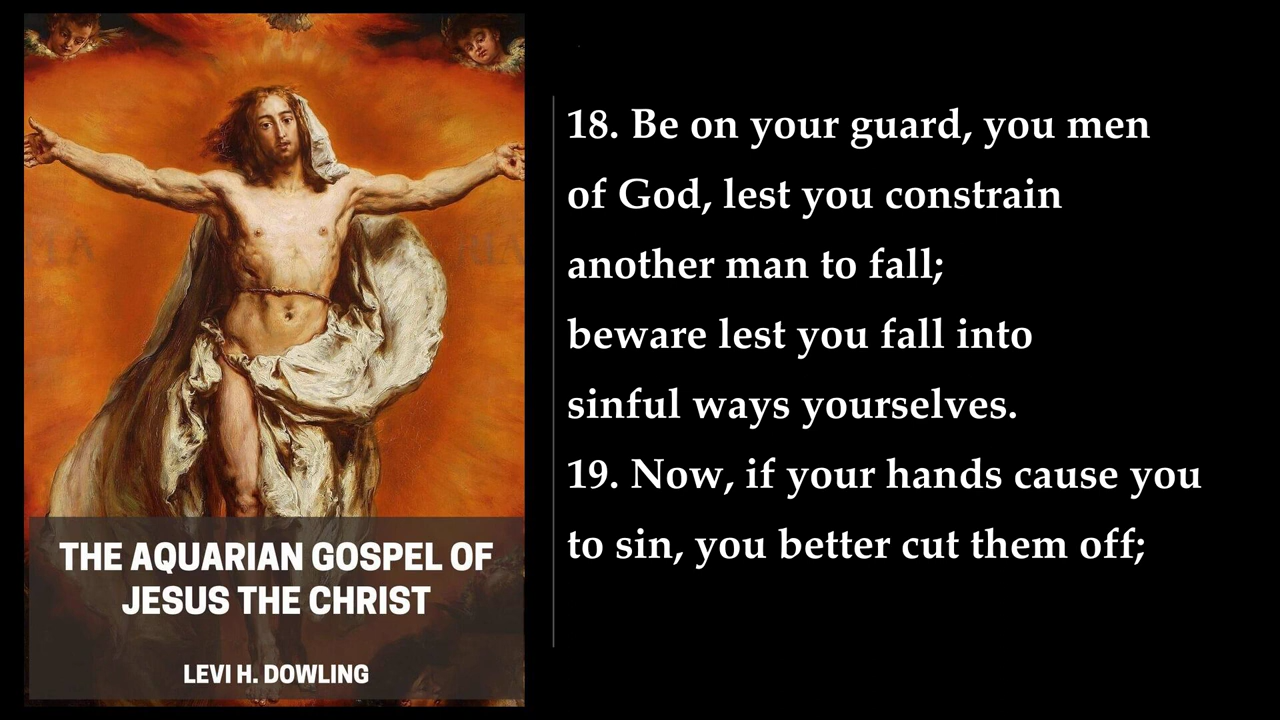 THE AQUARIAN GOSPEL OF
JESUS THE CHRIST
LEVI H. DOWLING
18. Be on your guard, you men
of God, lest you constrain
another man to fall;
beware lest you fall into
sinful ways yourselves.
19. Now, if your hands cause you
to sin, you better cut them off;